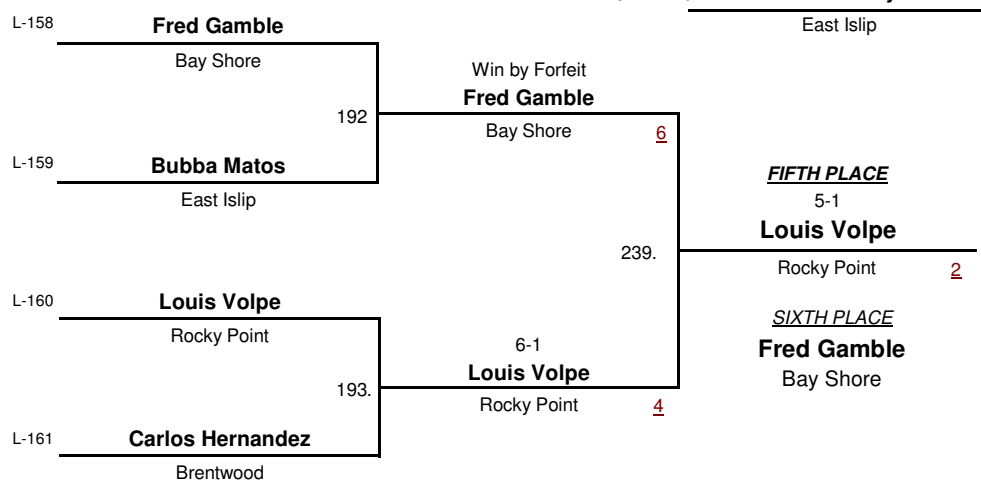 East Islip
L-158
Fred Gamble
Bay Shore
Win by Forfeit
Fred Gamble
192
Bay Shore
6
L-159
Bubba Matos
East Islip
FIFTH PLACE
5-1
Louis Volpe
239.
Rocky Point
2
L-160
Louis Volpe
Rocky Point
SIXTH PLACE
Fred Gamble
Bay Shore
6-1
Louis Volpe
193.
Rocky Point
4
L-161
Carlos Hernandez
Brentwood